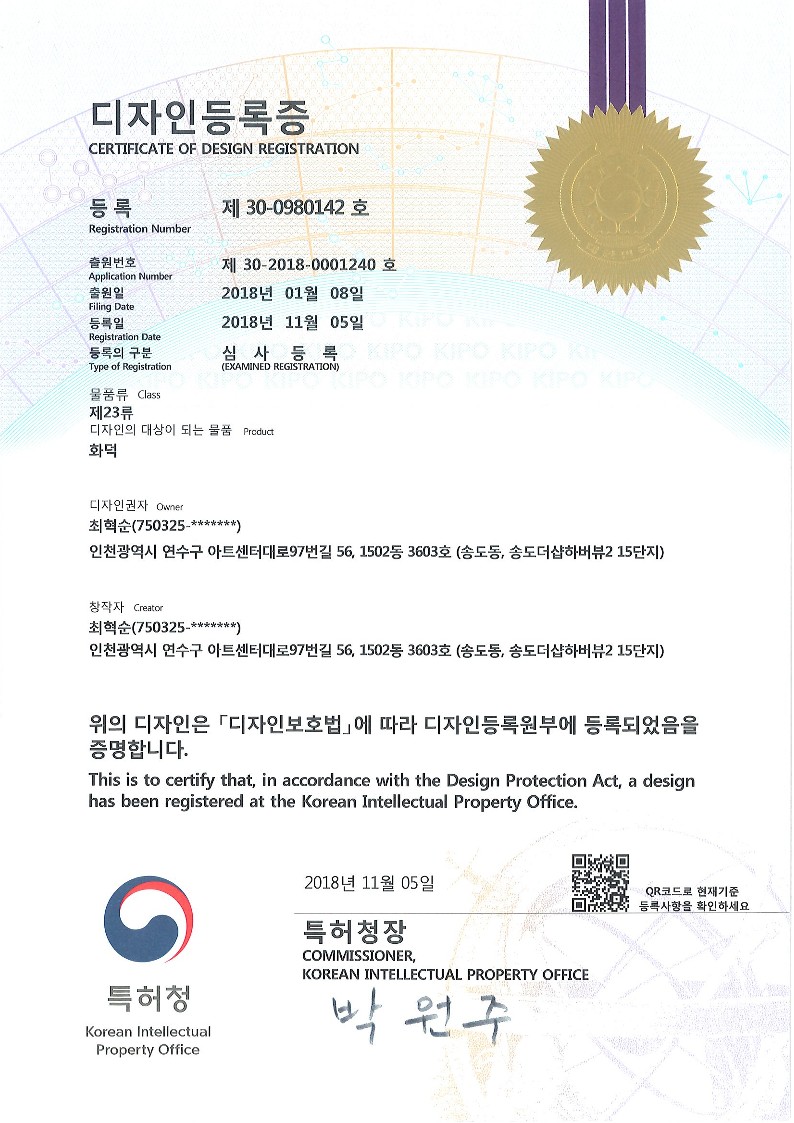 디자인등록증
CERTIFICATE OF DESIGN REGISTRATION
등록 제 30-0980142 호
Registration Number
출원번호 제 30-2018-0001240 호
Application Number
출원일 2018년 01월 08일
Filing Date
등록일 2018년 11월 05일
Registration Date
등록의 구분 심 사 등 록
Type of Registration (EXAMINED REGISTRATION)
물품류 Class
제23류
디자인의 대상이 되는 물품 Product
화덕
디자인권자 Owner
최혁순(750325-*******)
인천광역시 연수구 아트센터대로97번길 56, 1502동 3603호 (송도동, 송도더샵하버뷰2 15단지)
창작자 Creator
최혁순(750325-*******)
인천광역시 연수구 아트센터대로97번길 56, 1502동 3603호 (송도동, 송도더샵하버뷰2 15단지)
위의 디자인은 「디자인보호법」에 따라 디자인등록원부에 등록되었음을
증명합니다.
This is to certify that, in accordance with the Design Protection Act, a design
has been registered at the Korean Intellectual Property Office.
2018년 11월 05일
QR코드로 현재기준
등록사항을 확인하세요
특허청장
COMMISSIONER,
KOREAN INTELLECTUAL PROPERTY OFFICE
박원주
특허청
Korean Intellectual
Property Office